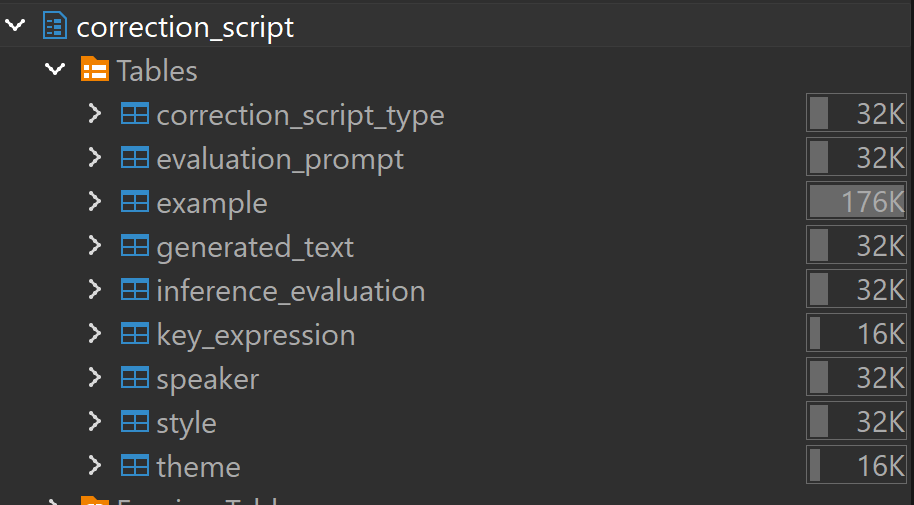 correction_script
Tables
correction_script_type 32K
evaluation_prompt 32K
example 176K
generated_text 32K
inference_evaluation 32K
key_expression 16K
speaker 32K
style 32K
theme 16K